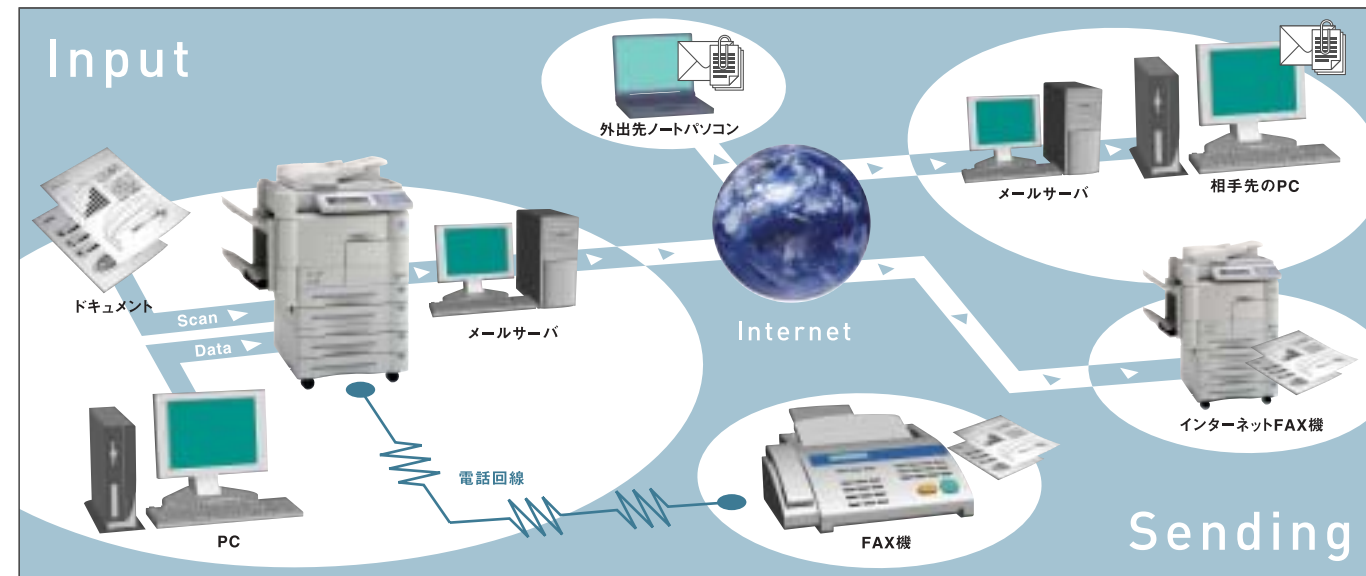 Input
外出先ノートパソコン
メールサーバ
相手先のPC
ドキュメント
Scan
Data
メールサーバ
Internet
インターネットFAX機
電話回線
PC
FAX機
Sending